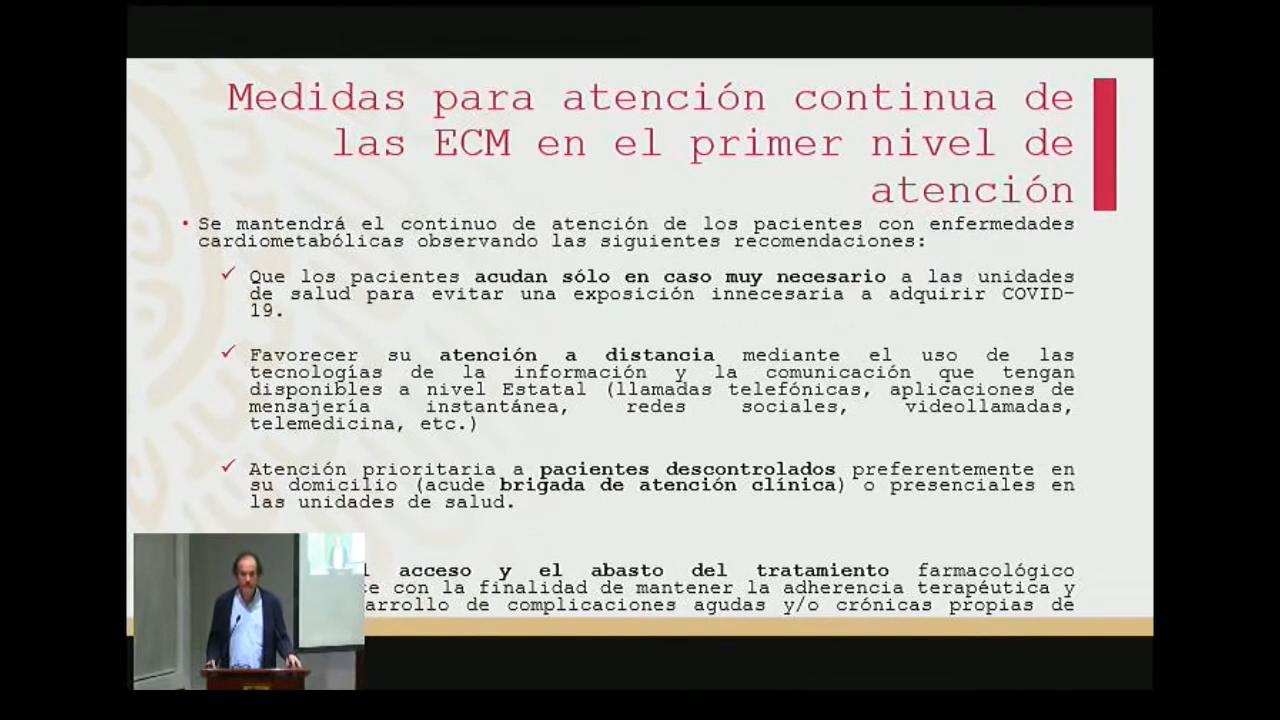 Medidas para atención continua de
las ECM en el primer nivel de
atención
• Se mantendrá el continuo de atención de los pacientes con enfermedades
cardiometabólicas observando las siguientes recomendaciones:
✓ Que los pacientes acudan sólo en caso muy necesario a las unidades
de salud para evitar una exposición innecesaria a adquirir COVID-
19.
✓ Favorecer su atención a distancia mediante el uso de las
tecnologías de la información y la comunicación que tengan
disponibles a nivel Estatal (llamadas telefónicas, aplicaciones de
mensajería instantánea, redes sociales, videollamadas,
telemedicina, etc.)
✓ Atención prioritaria a pacientes descontrolados preferentemente en
su domicilio (acude brigada de atención clínica) o presenciales en
las unidades de salud.
acceso y el abasto del tratamiento farmacológico
con la finalidad de mantener la adherencia terapéutica y
arrollo de complicaciones agudas y/o crónicas propias de